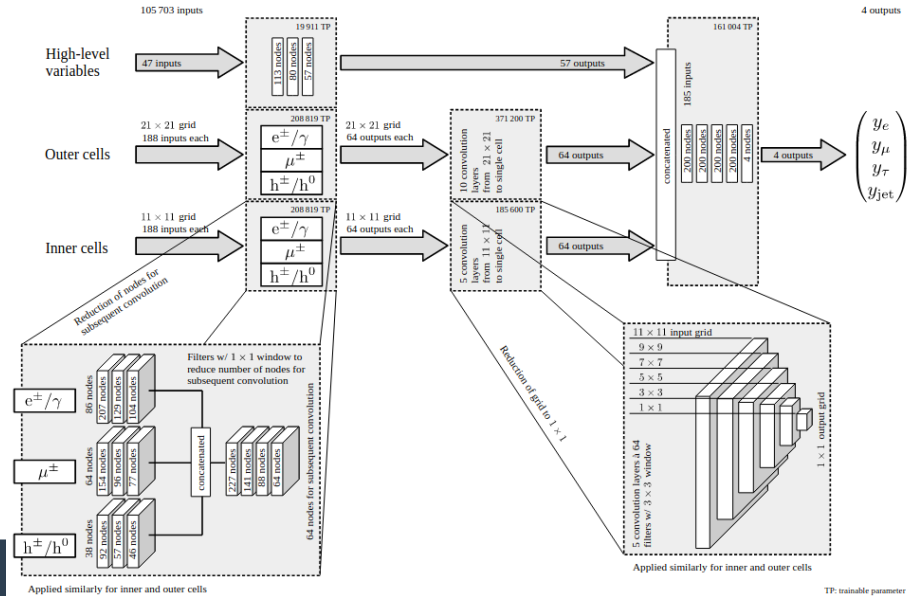 105 703 inputs
4 outputs
High-level
variables
47 inputs
19 911 TP
113 nodes
80 nodes
57 nodes
57 outputs
161 004 TP
185 inputs
concatenated
200 nodes
200 nodes
200 nodes
200 nodes
4 nodes
4 outputs
y_e
y_μ
y_τ
y_jet
Outer cells
21 × 21 grid
188 inputs each
208 819 TP
e±/γ
μ±
h±/h⁰
21 × 21 grid
64 outputs each
371 200 TP
10 convolution
layers
from 21 × 21
to single cell
64 outputs
Inner cells
11 × 11 grid
188 inputs each
208 819 TP
e±/γ
μ±
h±/h⁰
11 × 11 grid
64 outputs each
185 600 TP
5 convolution
layers
from 11 × 11
to single cell
64 outputs
Reduction of nodes for
subsequent convolution
Filters w/ 1 × 1 window to
reduce number of nodes for
subsequent convolution
e±/γ
86 nodes
207 nodes
129 nodes
104 nodes
μ±
64 nodes
154 nodes
96 nodes
77 nodes
h±/h⁰
38 nodes
92 nodes
57 nodes
46 nodes
concatenated
227 nodes
141 nodes
88 nodes
64 nodes
64 nodes for subsequent convolution
Applied similarly for inner and outer cells
Reduction of grid to 1 × 1
11 × 11 input grid
9 × 9
7 × 7
5 × 5
3 × 3
1 × 1
5 convolution layers à 64
filters w/ 3 × 3 window
1 × 1 output grid
Applied similarly for inner and outer cells
TP: trainable parameter